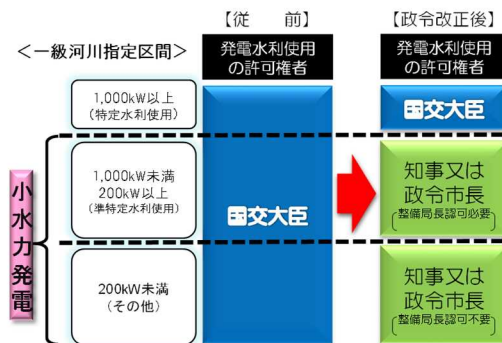 【従　前】
【政令改正後】
＜一級河川指定区間＞
発電水利使用
の許可権者
発電水利使用
の許可権者
1,000kW以上
（特定水利使用）
国交大臣
1,000kW未満
200kW以上
（準特定水利使用）
国交大臣
知事又は
政令市長
（整備局長認可必要）
小水力発電
200kW未満
（その他）
知事又は
政令市長
（整備局長認可不要）